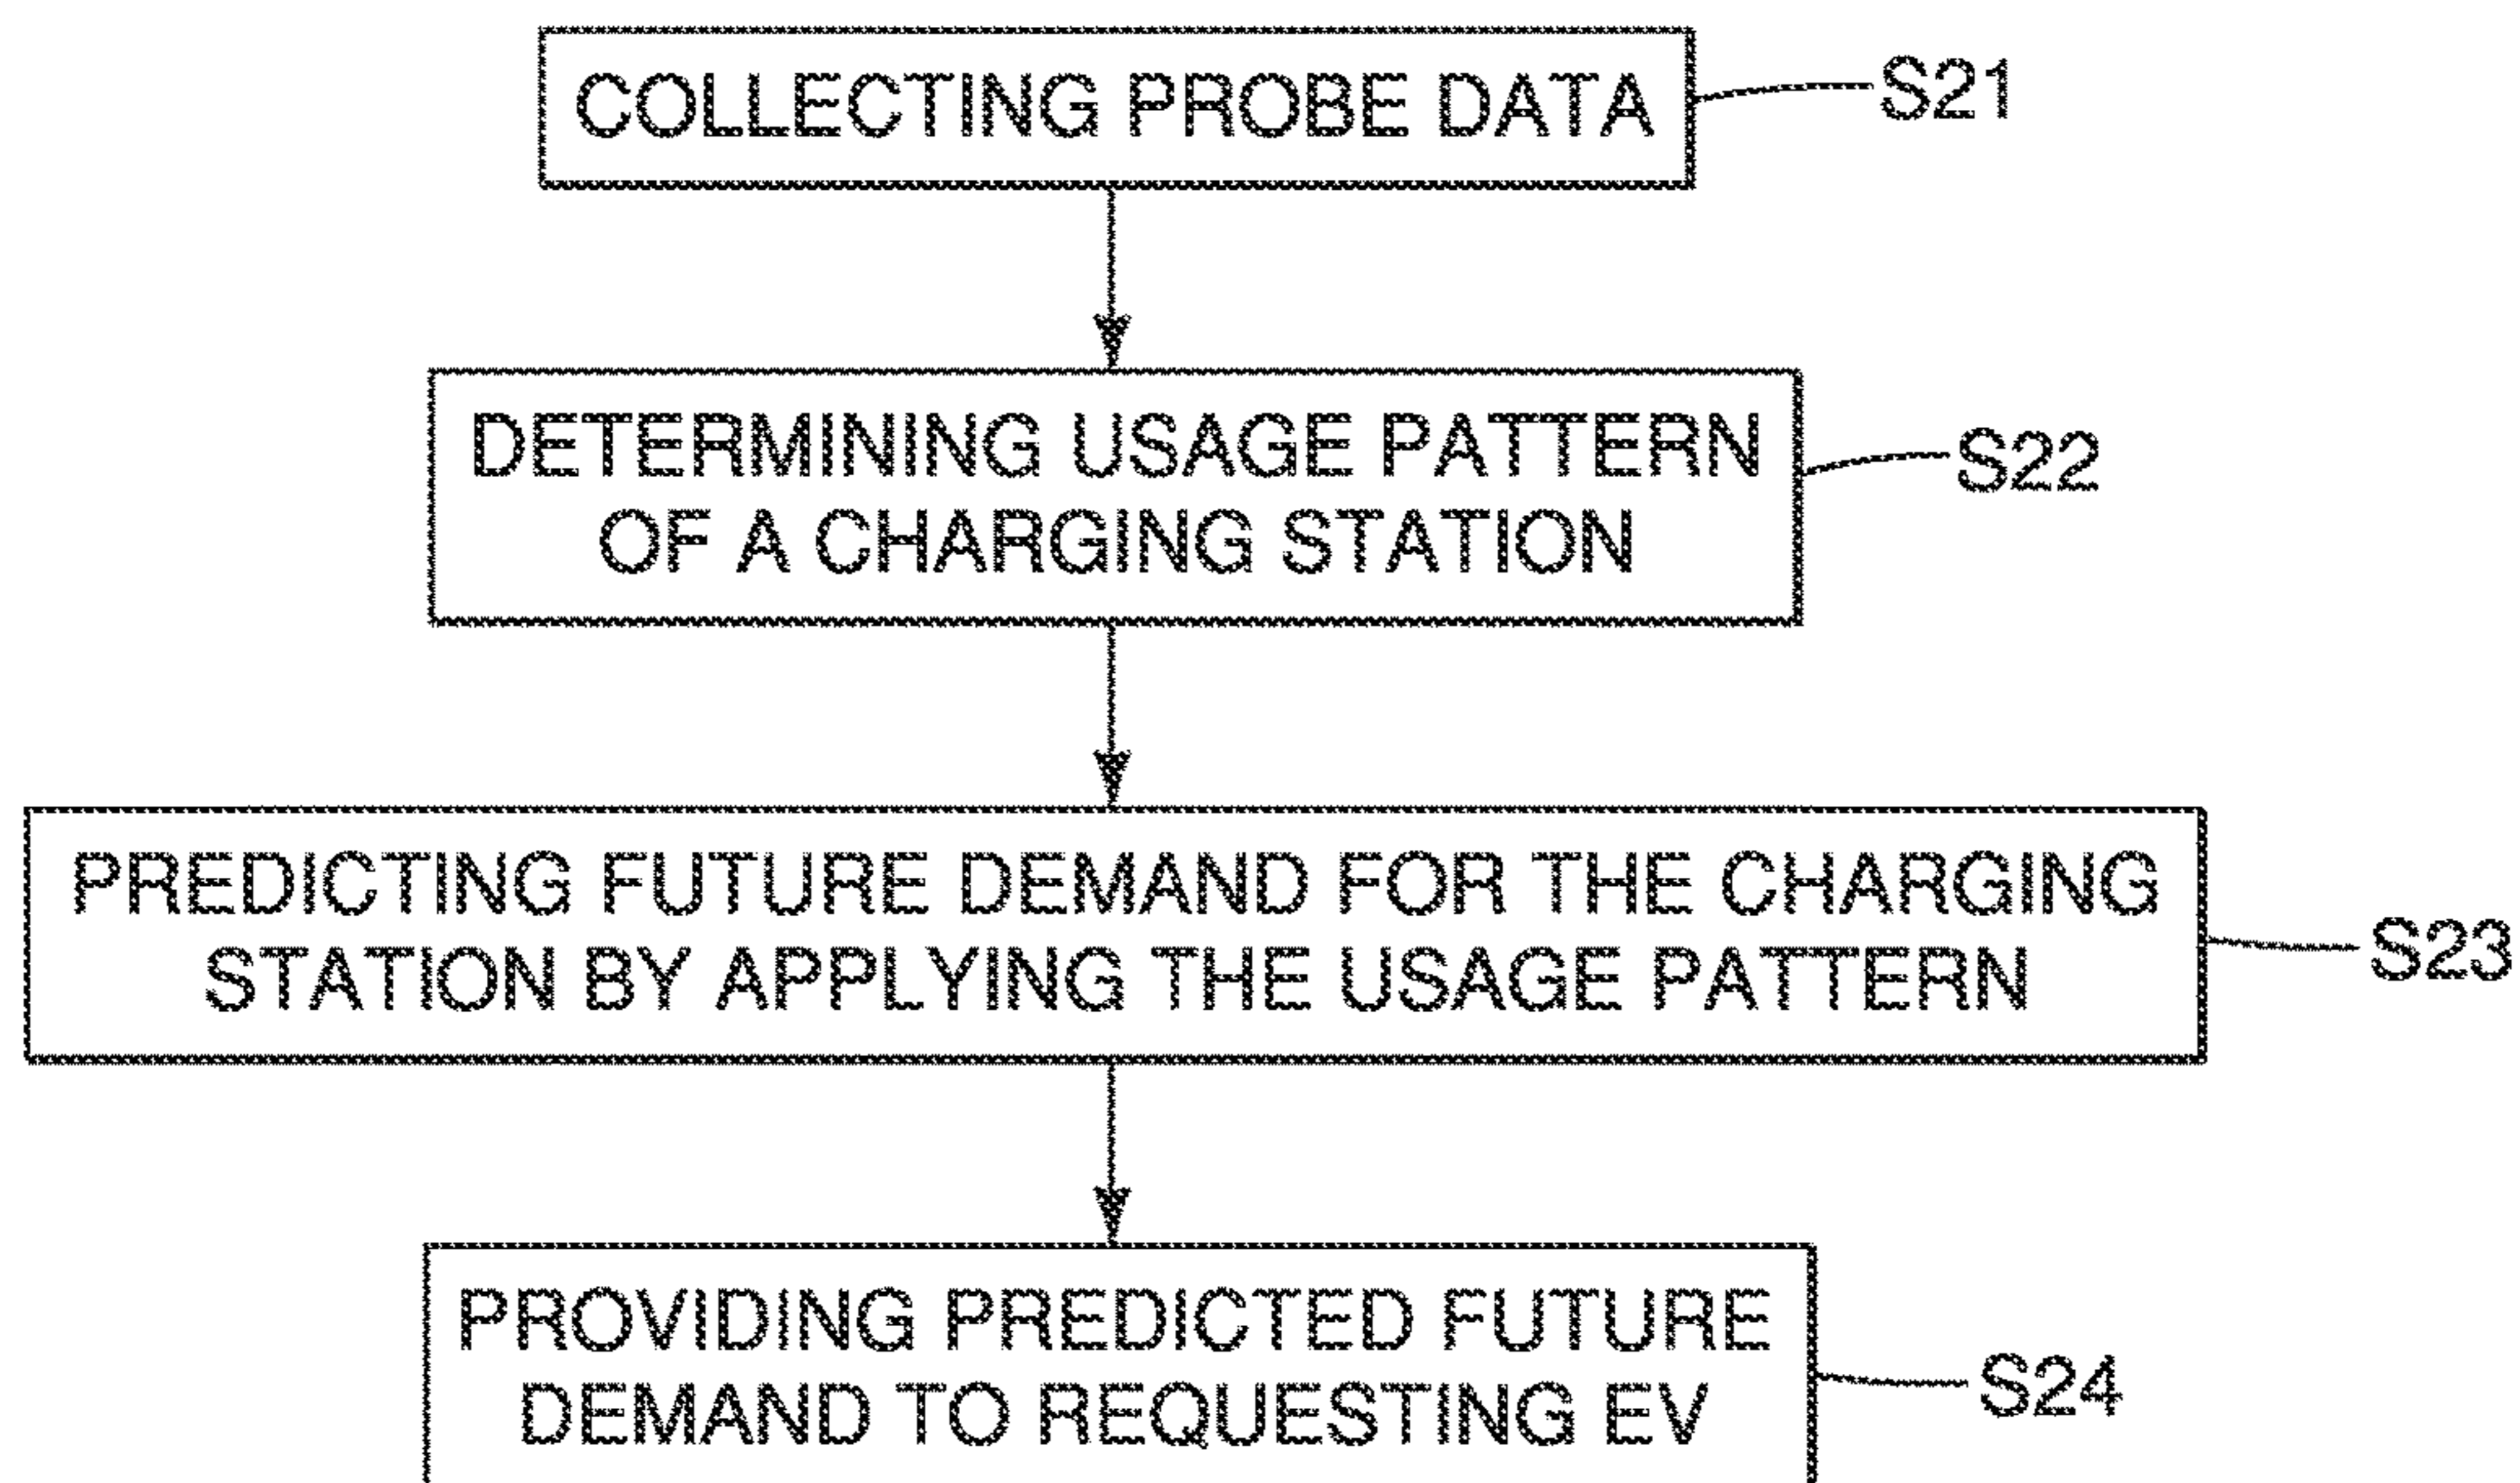 COLLECTING PROBE DATA
S21
DETERMINING USAGE PATTERN
OF A CHARGING STATION
S22
PREDICTING FUTURE DEMAND FOR THE CHARGING
STATION BY APPLYING THE USAGE PATTERN
S23
PROVIDING PREDICTED FUTURE
DEMAND TO REQUESTING EV
S24